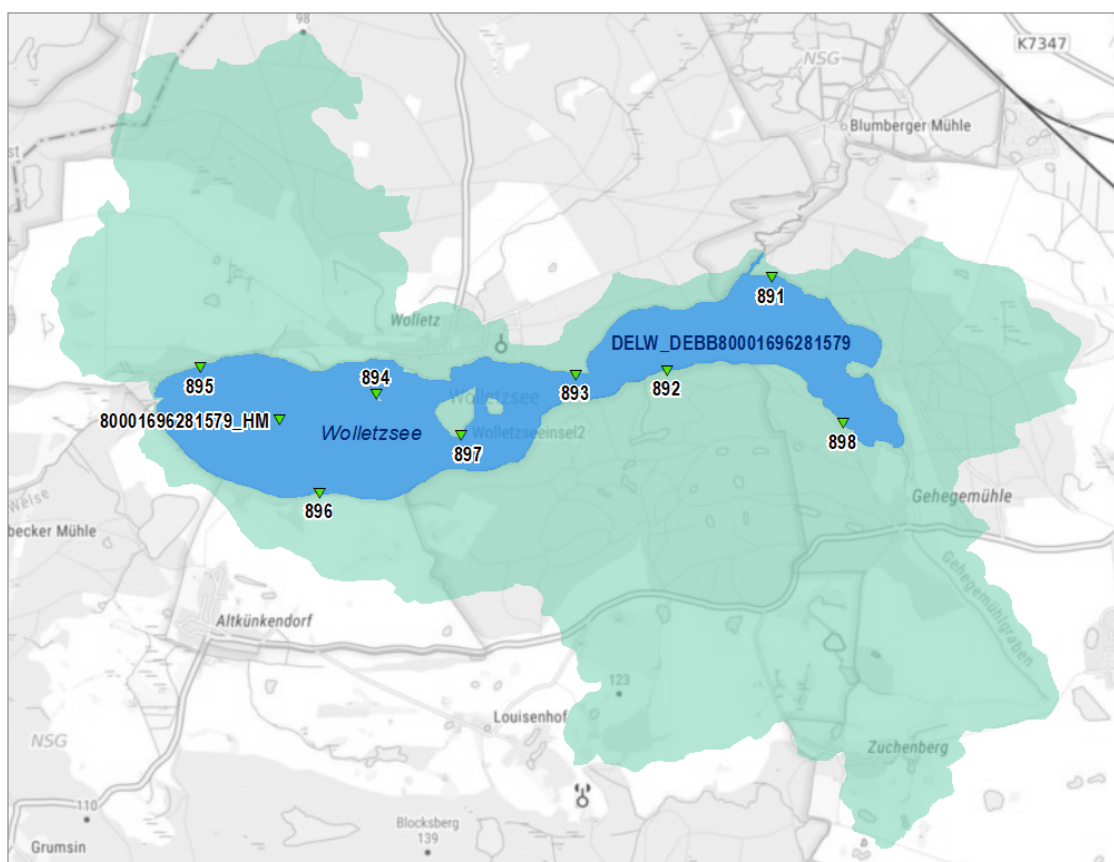 98
K7347
NSG
Blumberger Mühle
891
Wolletz
DELW_DEBB80001696281579
895
894
893
892
Wolletzsee
80001696281579_HM
Wolletzsee
Wolletzseeinsel2
897
898
Welse
896
Gehegemühle
becker Mühle
Gehegemühlgraben
Altkünkendorf
123
Louisenhof
NSG
Zuchenberg
110
Blocksberg
139
Grumsin